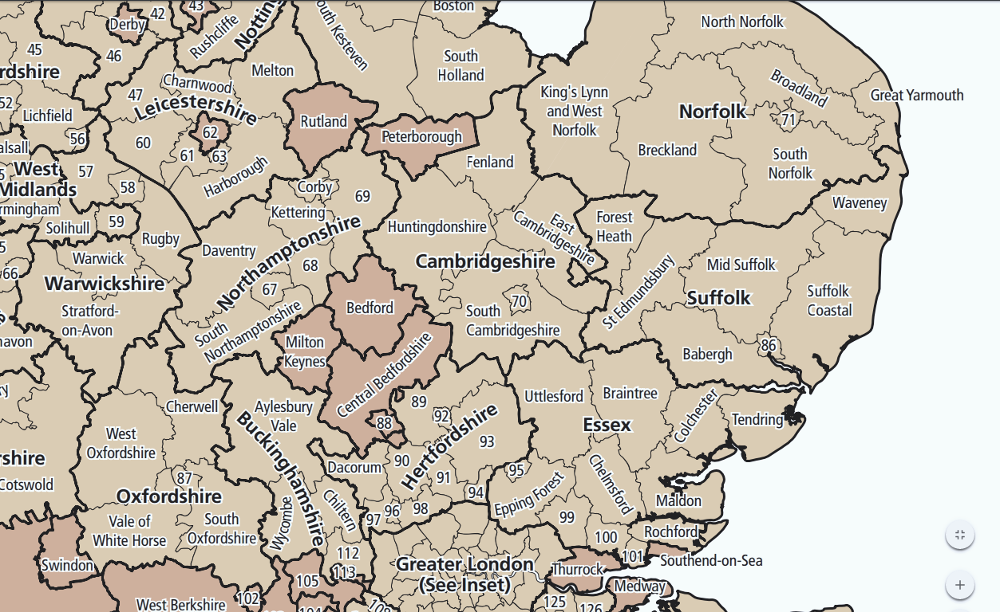 Boston
43
42
Derby
Rushcliffe
Nottin
outh Kesteven
North Norfolk
45
46
rdshire
Melton
South
Holland
Charnwood
47
Leicestershire
King's Lynn
and West
Norfolk
Broadland
Great Yarmouth
52
Lichfield
Norfolk
71
Rutland
Peterborough
56
60
62
61
63
alsall
Breckland
South
Norfolk
Fenland
57
West
Midlands
58
Harborough
Corby
69
Waveney
rmingham
Solihull
59
Kettering
Huntingdonshire
East
Cambridgeshire
Forest
Heath
Rugby
Daventry
Northamptonshire
5
66
Warwick
68
Cambridgeshire
Mid Suffolk
Warwickshire
67
St Edmundsbury
Suffolk
Suffolk
Coastal
Stratford-
on-Avon
Bedford
70
South
Cambridgeshire
South
Northamptonshire
navon
Milton
Keynes
Central Bedfordshire
Babergh
86
Cherwell
Aylesbury
Vale
89
Uttlesford
Braintree
92
88
Colchester
Tendring
Buckinghamshire
Hertfordshire
Essex
West
Oxfordshire
93
rshire
Dacorum
90
Cotswold
87
91
95
Chelmsford
Oxfordshire
94
Epping Forest
Maldon
Wycombe
Chiltern
96
98
97
99
Vale of
White Horse
South
Oxfordshire
Rochford
100
112
101
Southend-on-Sea
Swindon
Greater London
(See Inset)
113
Thurrock
105
Medway
102
West Berkshire
125
126